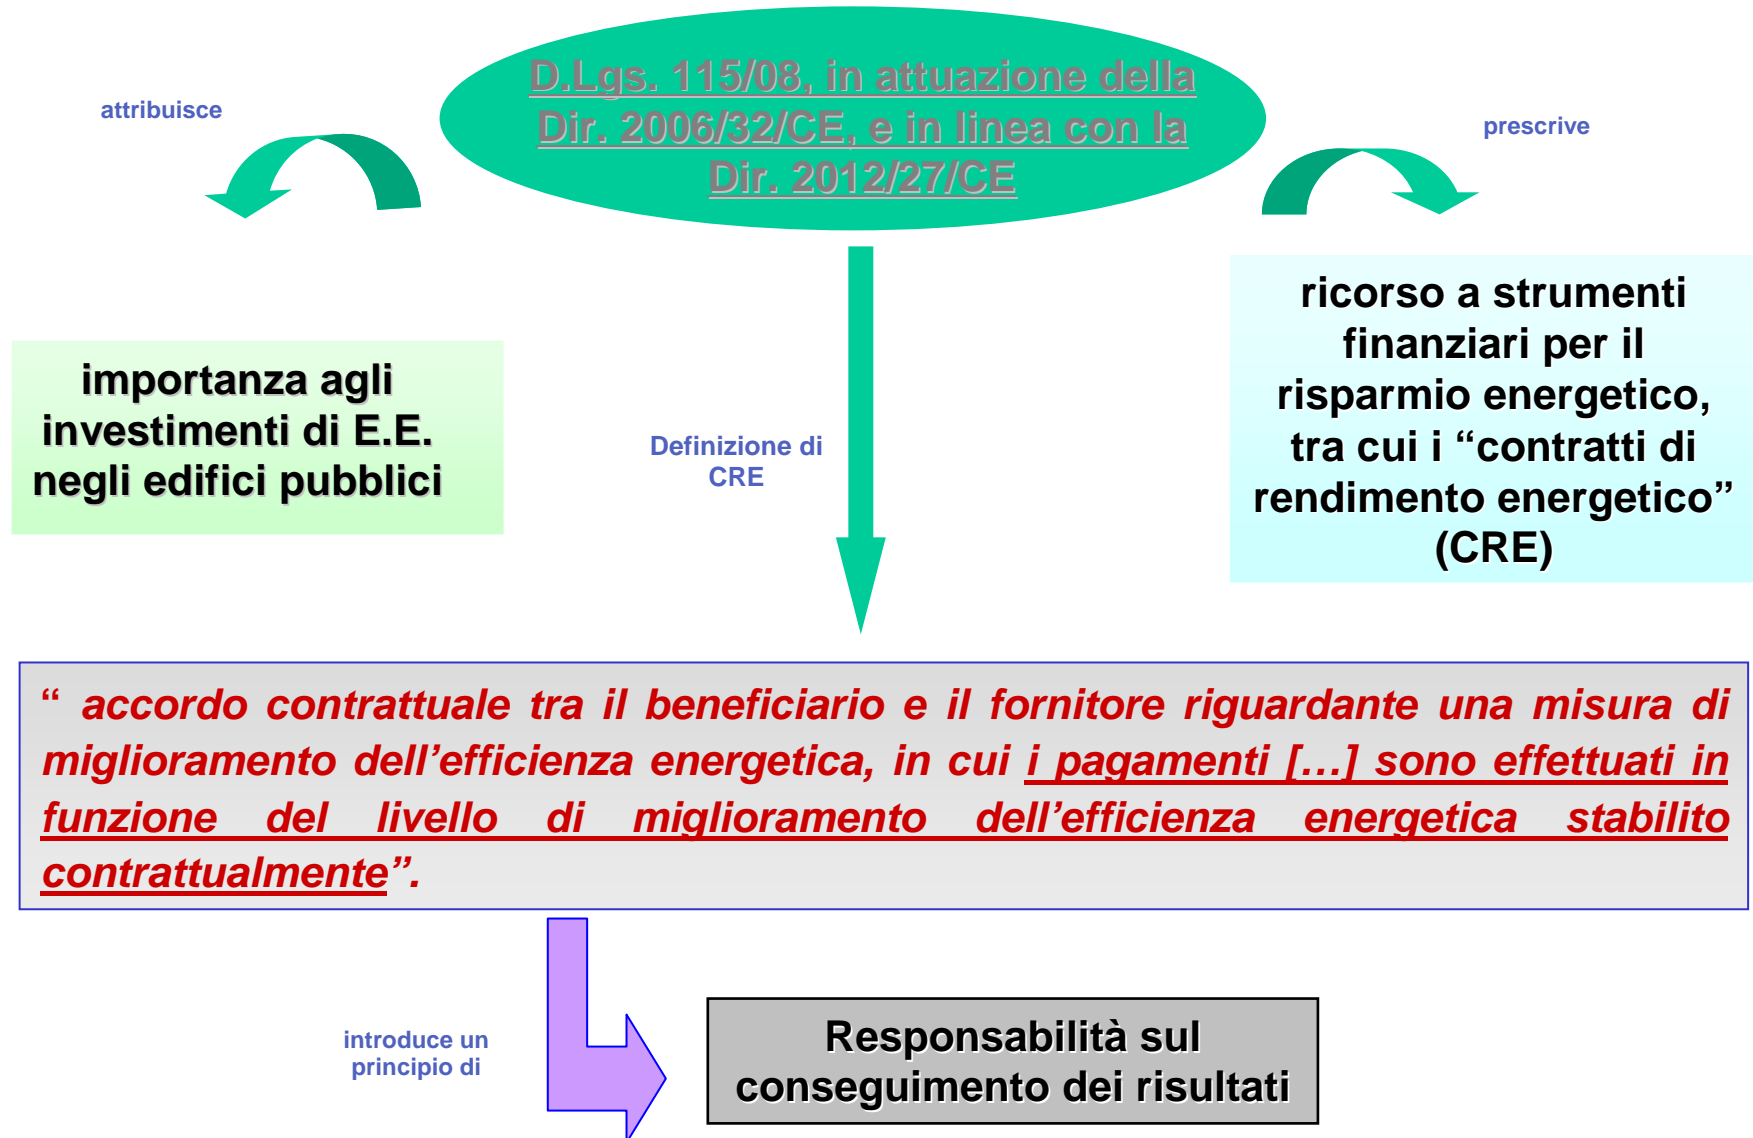 D.Lgs. 115/08, in attuazione della
Dir. 2006/32/CE, e in linea con la
Dir. 2012/27/CE
attribuisce
prescrive
importanza agli
investimenti di E.E.
negli edifici pubblici
ricorso a strumenti
finanziari per il
risparmio energetico,
tra cui i “contratti di
rendimento energetico”
(CRE)
Definizione di
CRE
“ accordo contrattuale tra il beneficiario e il fornitore riguardante una misura di
miglioramento dell’efficienza energetica, in cui i pagamenti […] sono effettuati in
funzione del livello di miglioramento dell’efficienza energetica stabilito
contrattualmente”.
introduce un
principio di
Responsabilità sul
conseguimento dei risultati